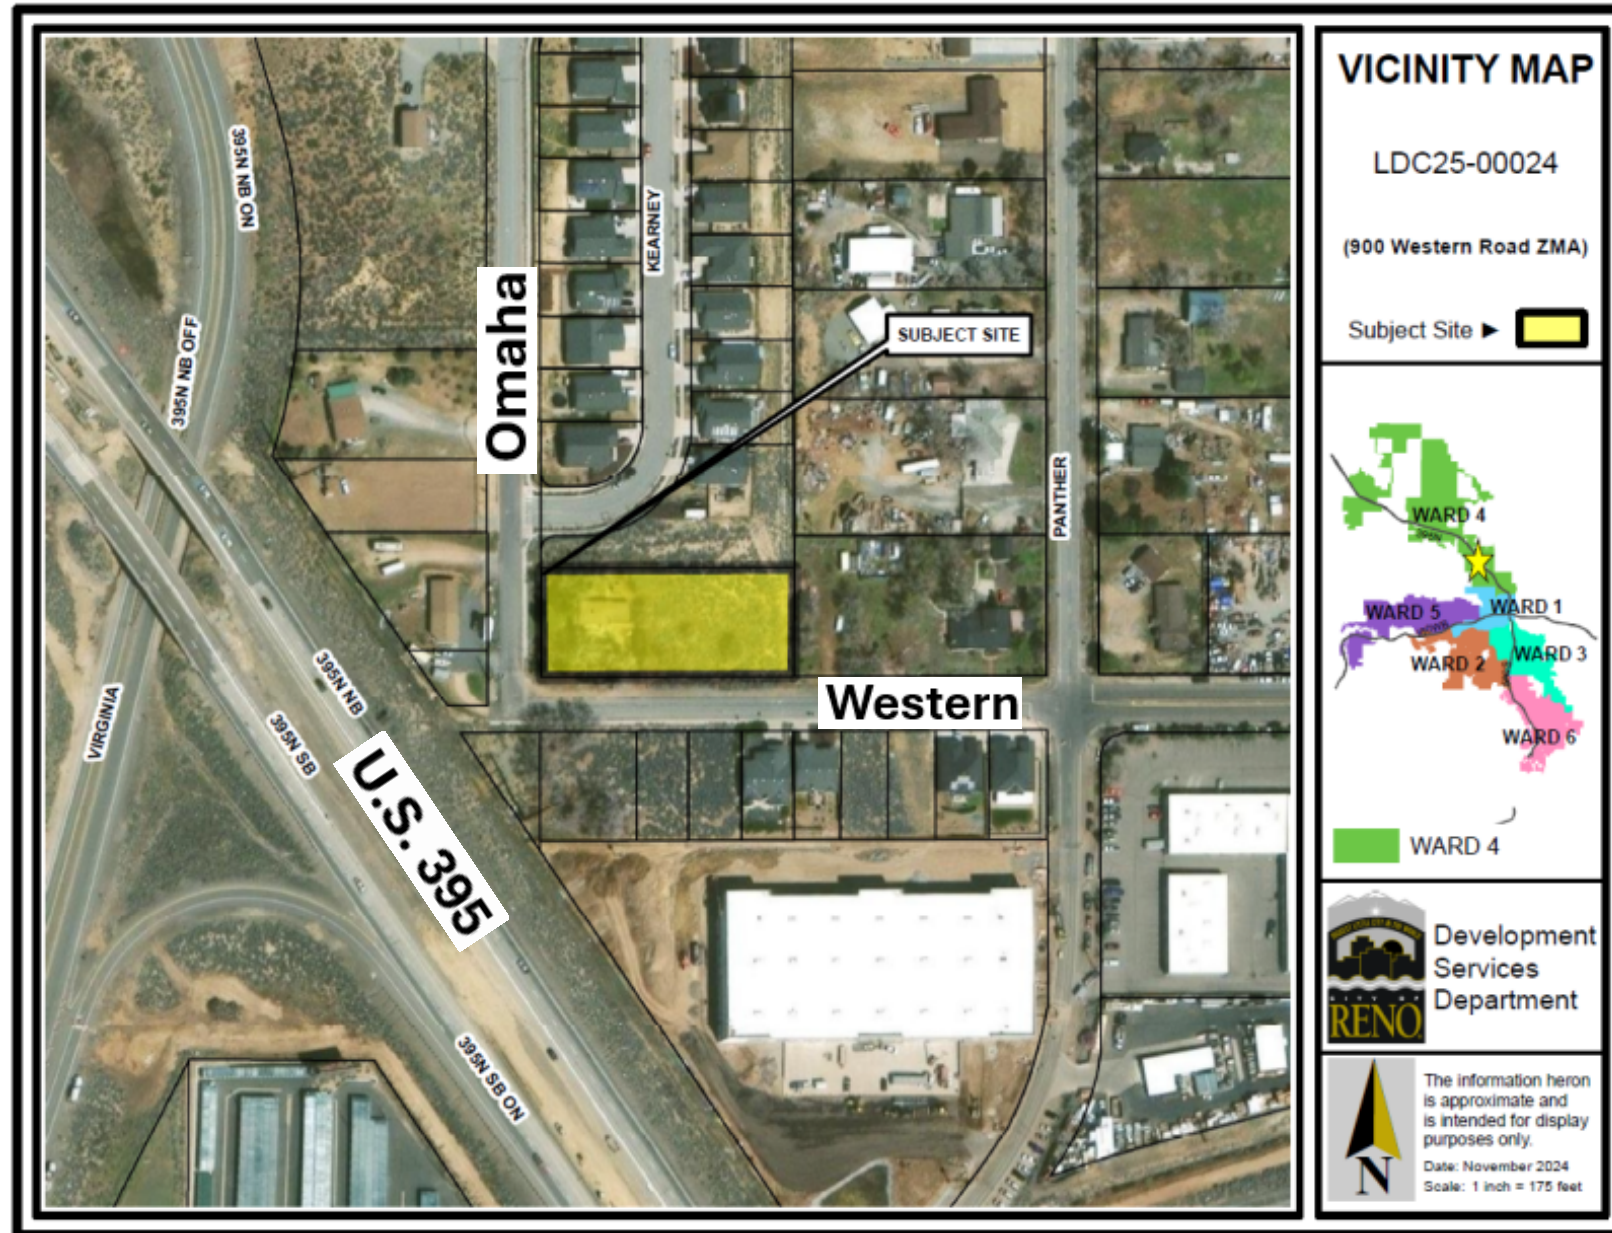 VICINITY MAP
LDC25-00024
(900 Western Road ZMA)
Subject Site ►
395N NB ON
395N NB OFF
Omaha
KEARNEY
SUBJECT SITE
PANTHER
Western
VIRGINIA
395N NB
395N SB
U.S. 395
395N SB ON
WARD 4
395N
WARD 5
WARD 1
WARD 2
WARD 3
WARD 6
WARD 4
CITY OF
RENO
Development
Services
Department
N
The information heron
is approximate and
is intended for display
purposes only.
Date: November 2024
Scale: 1 inch = 175 feet